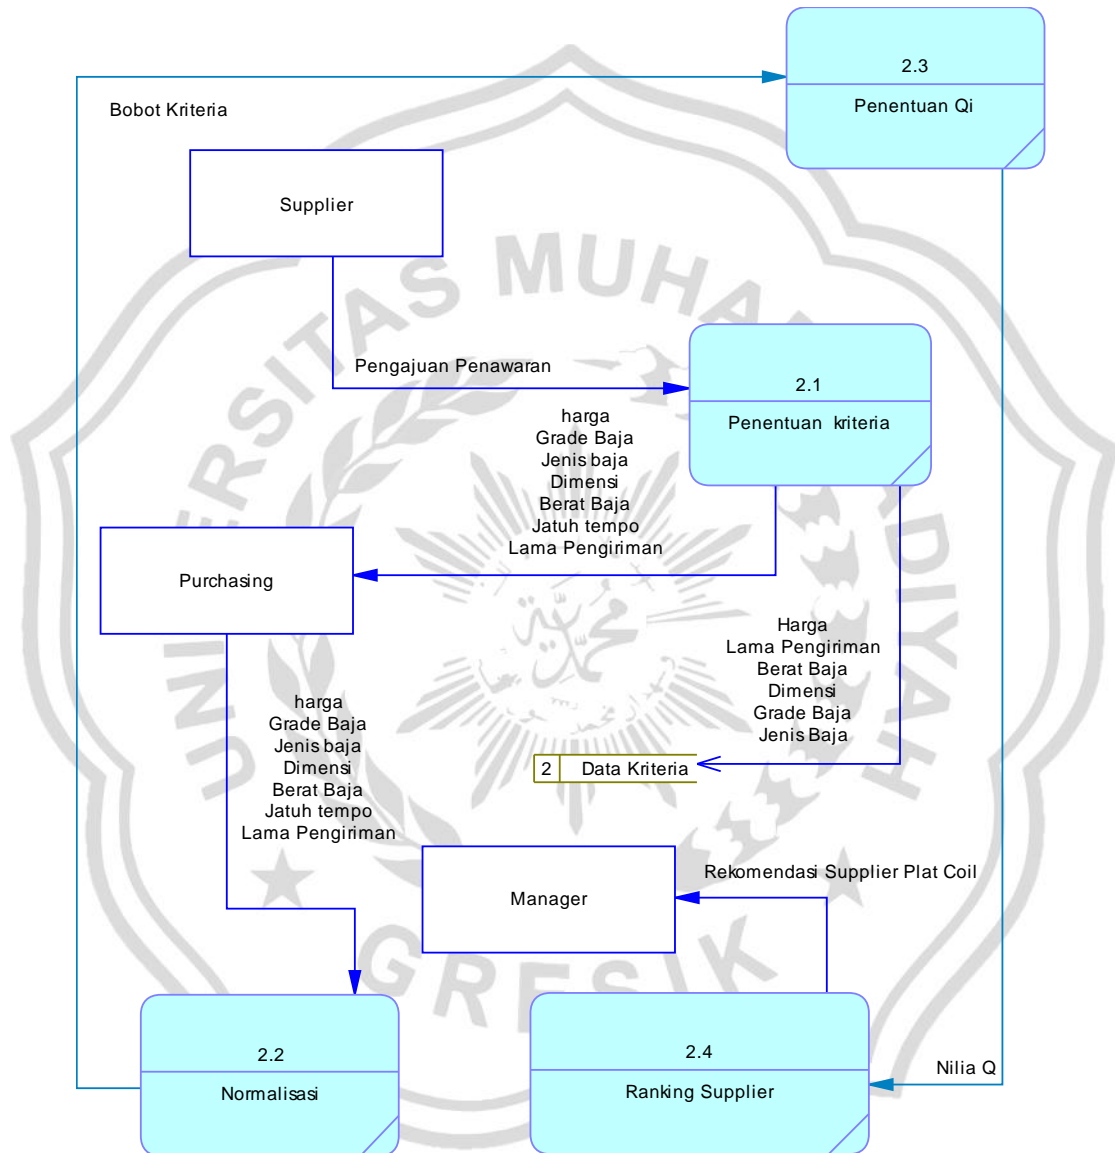 2.3
Penentuan Qi
Bobot Kriteria
Supplier
UNIVERSITAS MUHAMMADIYAH
GRESIK
Pengajuan Penawaran
2.1
Penentuan kriteria
harga
Grade Baja
Jenis baja
Dimensi
Berat Baja
Jatuh tempo
Lama Pengiriman
Purchasing
Harga
Lama Pengiriman
Berat Baja
Dimensi
Grade Baja
Jenis Baja
harga
Grade Baja
Jenis baja
Dimensi
Berat Baja
Jatuh tempo
Lama Pengiriman
2 Data Kriteria
Manager
Rekomendasi Supplier Plat Coil
2.2
Normalisasi
2.4
Ranking Supplier
Nilia Q